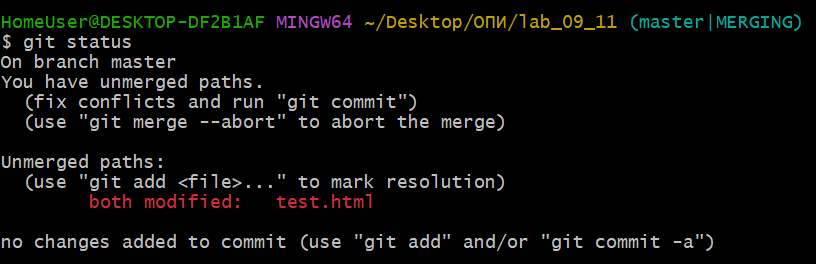 HomeUser@DESKTOP-DF2B1AF MINGW64 ~/Desktop/ОПИ/lab_09_11 (master|MERGING)
$ git status
On branch master
You have unmerged paths.
  (fix conflicts and run "git commit")
  (use "git merge --abort" to abort the merge)

Unmerged paths:
  (use "git add <file>..." to mark resolution)
        both modified:   test.html

no changes added to commit (use "git add" and/or "git commit -a")